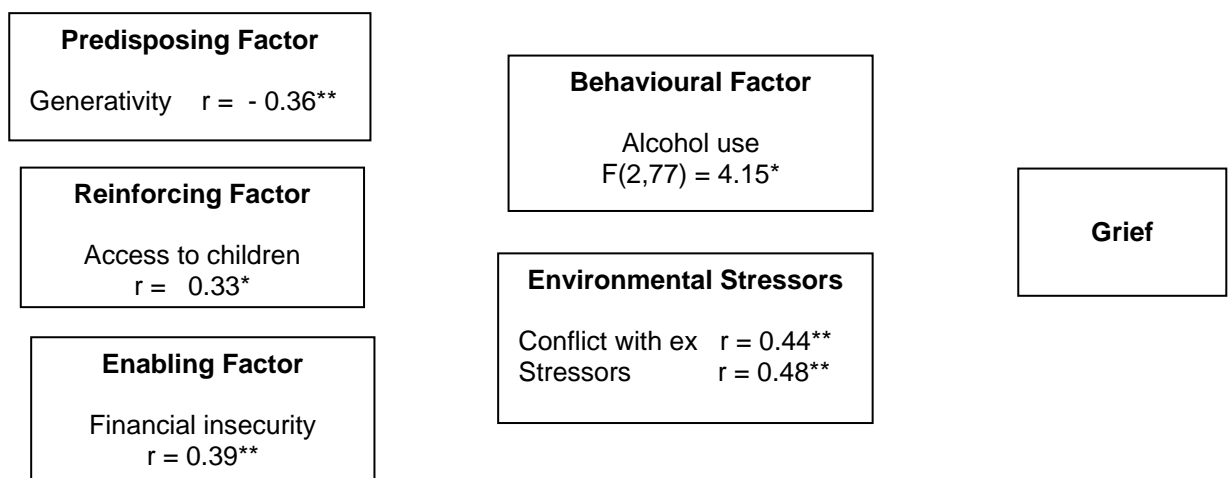 Predisposing Factor
Generativity r = - 0.36**
Reinforcing Factor
Access to children
r = 0.33*
Enabling Factor
Financial insecurity
r = 0.39**
Behavioural Factor
Alcohol use
F(2,77) = 4.15*
Environmental Stressors
Conflict with ex r = 0.44**
Stressors r = 0.48**
Grief